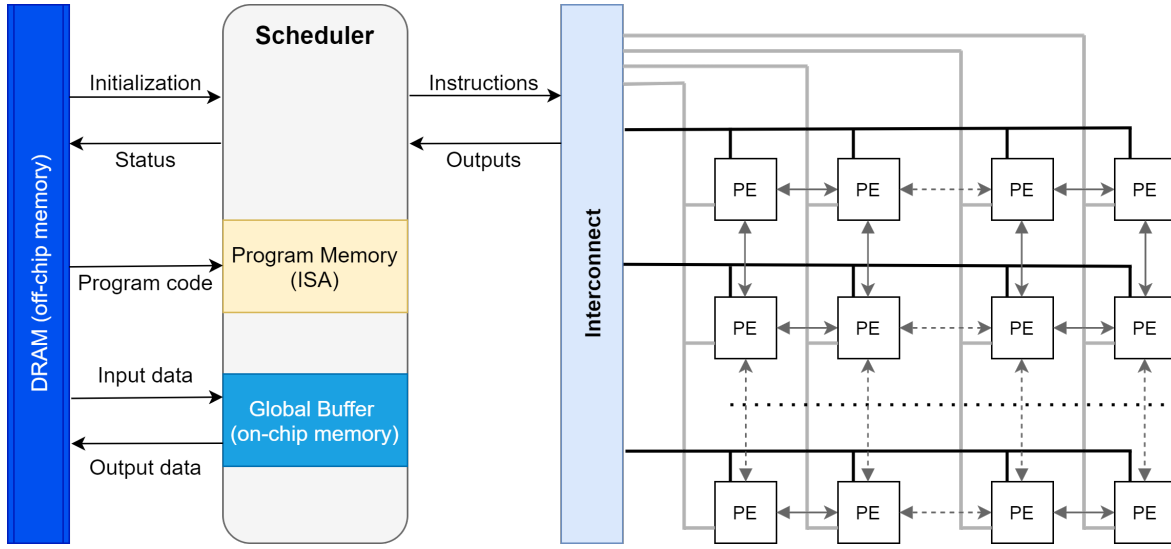 Scheduler
Initialization
Instructions
Status
Outputs
DRAM (off-chip memory)
Interconnect
Program Memory
(ISA)
Program code
Input data
Global Buffer
(on-chip memory)
Output data
PE
PE
PE
PE
PE
PE
PE
PE
PE
PE
PE
PE